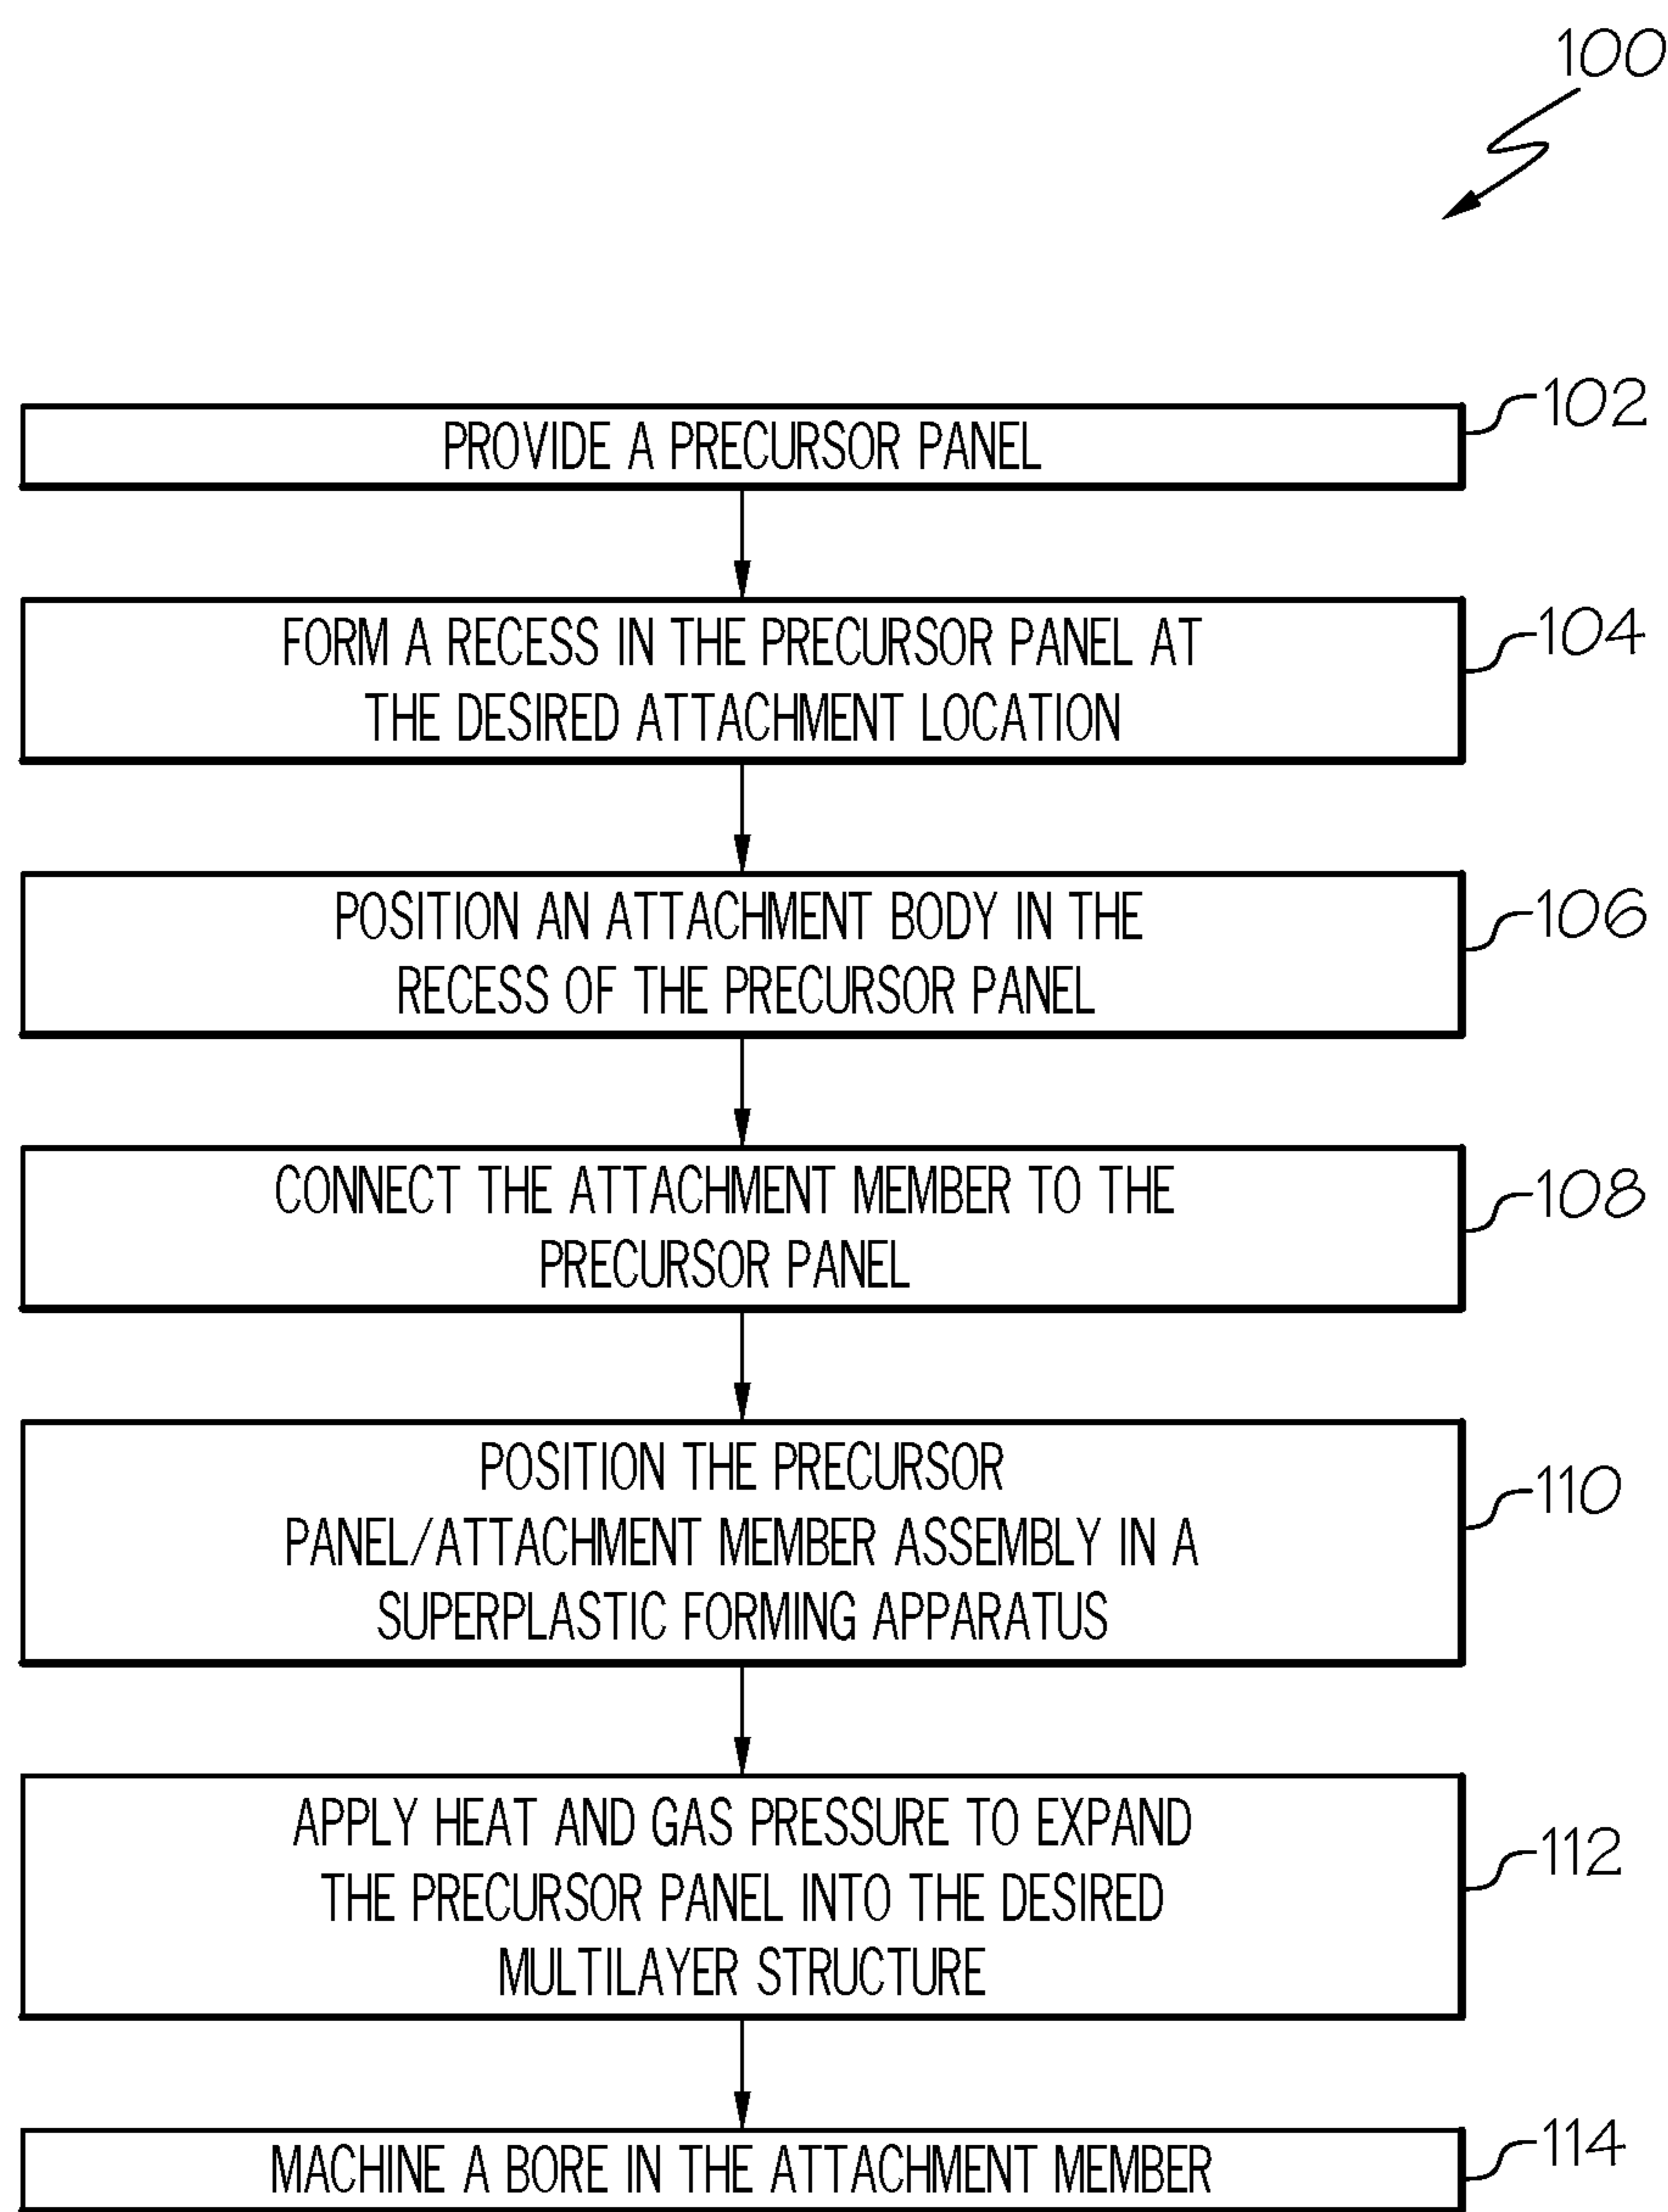 100
PROVIDE A PRECURSOR PANEL
102
FORM A RECESS IN THE PRECURSOR PANEL AT
THE DESIRED ATTACHMENT LOCATION
104
POSITION AN ATTACHMENT BODY IN THE
RECESS OF THE PRECURSOR PANEL
106
CONNECT THE ATTACHMENT MEMBER TO THE
PRECURSOR PANEL
108
POSITION THE PRECURSOR
PANEL/ATTACHMENT MEMBER ASSEMBLY IN A
SUPERPLASTIC FORMING APPARATUS
110
APPLY HEAT AND GAS PRESSURE TO EXPAND
THE PRECURSOR PANEL INTO THE DESIRED
MULTILAYER STRUCTURE
112
MACHINE A BORE IN THE ATTACHMENT MEMBER
114